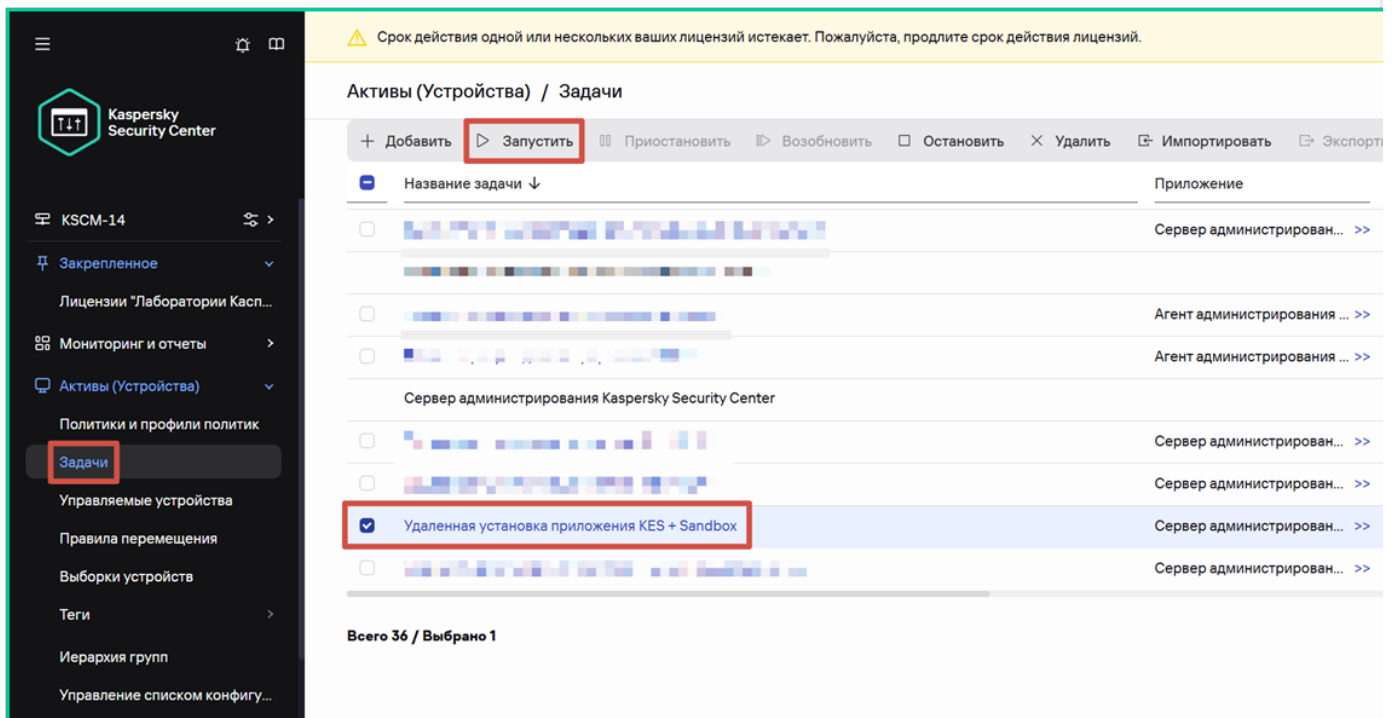 Срок действия одной или нескольких ваших лицензий истекает. Пожалуйста, продлите срок действия лицензий.
Kaspersky
Security Center
KSCM-14
Закрепленное
Лицензии "Лаборатории Касп...
Мониторинг и отчеты
Активы (Устройства)
Политики и профили политик
Задачи
Управляемые устройства
Правила перемещения
Выборки устройств
Теги
Иерархия групп
Управление списком конфигу...
Активы (Устройства) / Задачи
Добавить Запустить Приостановить Возобновить Остановить Удалить Импортировать Экспорт
Название задачи Приложение
Сервер администрирован... >>
Агент администрирования ... >>
Агент администрирования ... >>
Сервер администрирования Kaspersky Security Center
Сервер администрирован... >>
Сервер администрирован... >>
Удаленная установка приложения KES + Sandbox Сервер администрирован... >>
Сервер администрирован... >>
Всего 36 / Выбрано 1